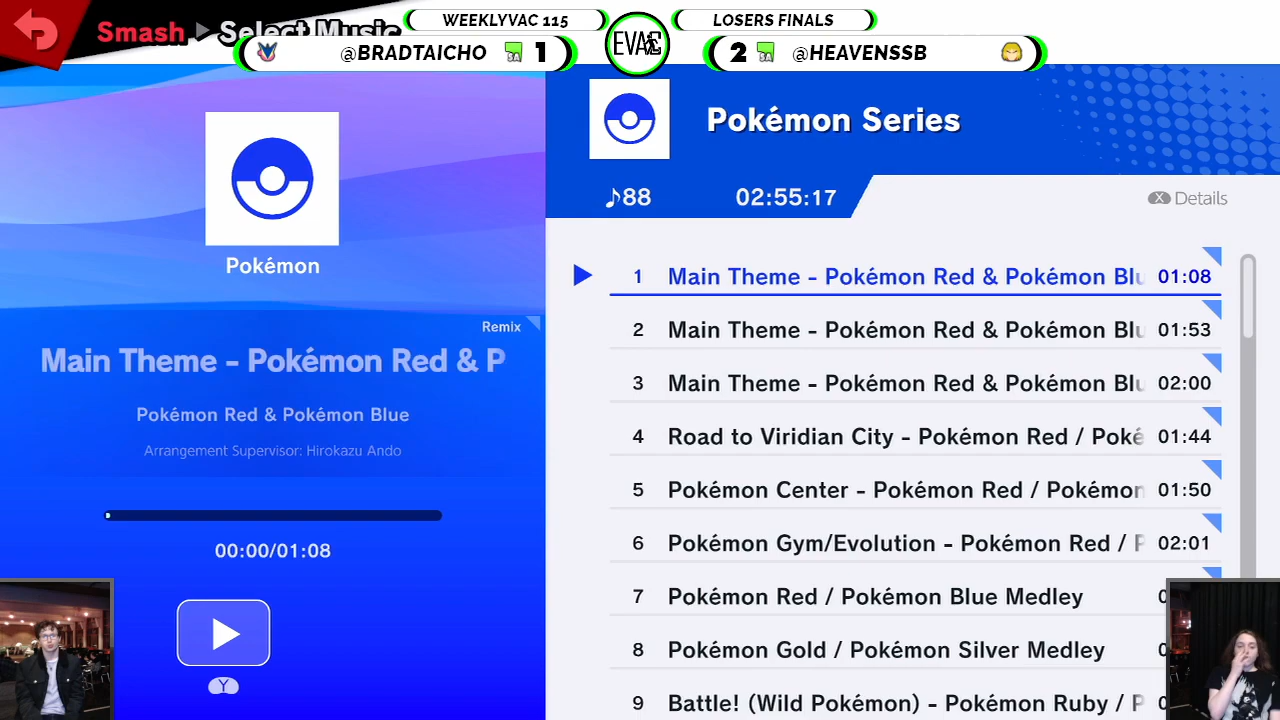 WEEKLYVAC 115
LOSERS FINALS
Smash ▶ Select Music
@BRADTAICHO
1
EVAC
2
@HEAVENSSB
Pokémon
Remix
Main Theme - Pokémon Red & P
Pokémon Red & Pokémon Blue
Arrangement Supervisor: Hirokazu Ando
00:00/01:08
Y
Pokémon Series
♪88 02:55:17
X Details
1 Main Theme - Pokémon Red & Pokémon Blu 01:08
2 Main Theme - Pokémon Red & Pokémon Blu 01:53
3 Main Theme - Pokémon Red & Pokémon Blu 02:00
4 Road to Viridian City - Pokémon Red / Poké 01:44
5 Pokémon Center - Pokémon Red / Pokémon 01:50
6 Pokémon Gym/Evolution - Pokémon Red / P 02:01
7 Pokémon Red / Pokémon Blue Medley
8 Pokémon Gold / Pokémon Silver Medley
9 Battle! (Wild Pokémon) - Pokémon Ruby / P